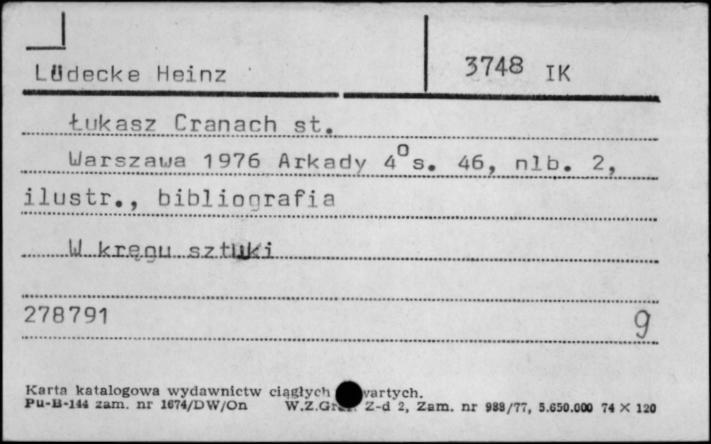 Lüdecke Heinz 3748 IK
Łukasz Cranach st.
Warszawa 1976 Arkady 4° s. 46, nlb. 2,
ilustr., bibliografia
W kręgu sztuki
278791 9
Karta katalogowa wydawnictw ciągłych
Pu-B-144 zam. nr 1674/DW/On W.Z.Graf. Z-d 2, Zam. nr 988/77, 5.650.000 74 × 120